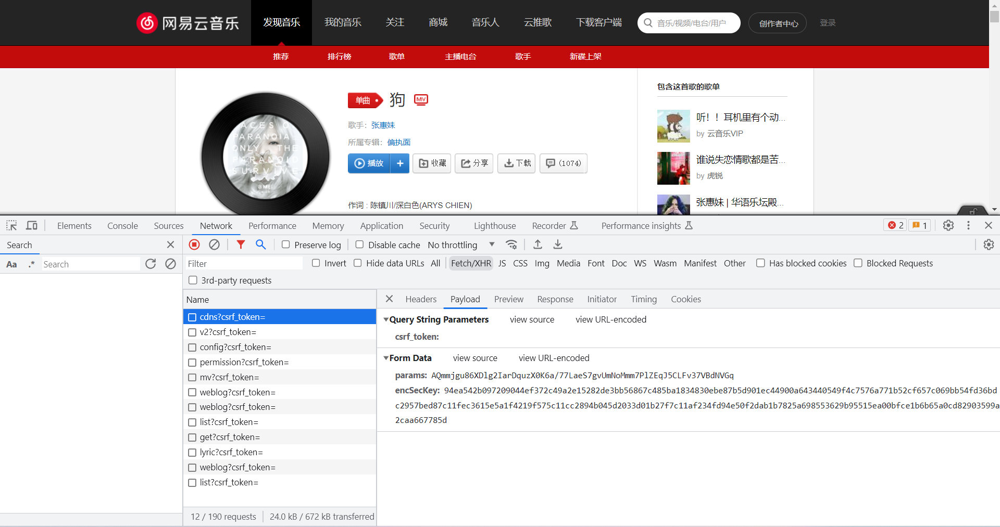 网易云音乐 发现音乐 我的音乐 关注 商城 音乐人 云推歌 下载客户端 音乐/视频/电台/用户 创作者中心 登录
推荐 排行榜 歌单 主播电台 歌手 新碟上架
单曲 狗 MV
歌手：张惠妹
所属专辑：偏执面
播放 + 收藏 分享 下载 (1074)
作词 : 陈镇川/深白色(ARYS CHIEN)
ACES O
PARANOIA
ONLY THE
PARANOID
SURVIVE
包含这首歌的歌单
听！！耳机里有个动...
by 云音乐VIP
谁说失恋情歌都是苦...
by 虎锐
张惠妹 | 华语乐坛殿...
Elements Console Sources Network Performance Memory Application Security Lighthouse Recorder Performance insights 2 1
Search
Aa .* Search
Preserve log Disable cache No throttling
Filter Invert Hide data URLs All Fetch/XHR JS CSS Img Media Font Doc WS Wasm Manifest Other Has blocked cookies Blocked Requests
3rd-party requests
Name
cdns?csrf_token=
v2?csrf_token=
config?csrf_token=
permission?csrf_token=
mv?csrf_token=
weblog?csrf_token=
weblog?csrf_token=
list?csrf_token=
get?csrf_token=
lyric?csrf_token=
weblog?csrf_token=
list?csrf_token=
12 / 190 requests 24.0 kB / 672 kB transferred
Headers Payload Preview Response Initiator Timing Cookies
Query String Parameters view source view URL-encoded
csrf_token:
Form Data view source view URL-encoded
params: AQmmjgu86XDlg2IarDquzX0K6a/77LaeS7gvUmNoMmm7PlZEqJ5CLFv37VBdNVGq
encSecKey: 94ea542b097209044ef372c49a2e15282de3bb56867c485ba1834830ebe87b5d901ec44900a643440549f4c7576a771b52cf657c069bb54fd36bd
c2957bed87c11fec3615e5a1f4219f575c11cc2894b045d2033d01b27f7c11af234fd94e50f2dab1b7825a698553629b95515ea00bfce1b6b65a0cd82903599a
2caa667785d